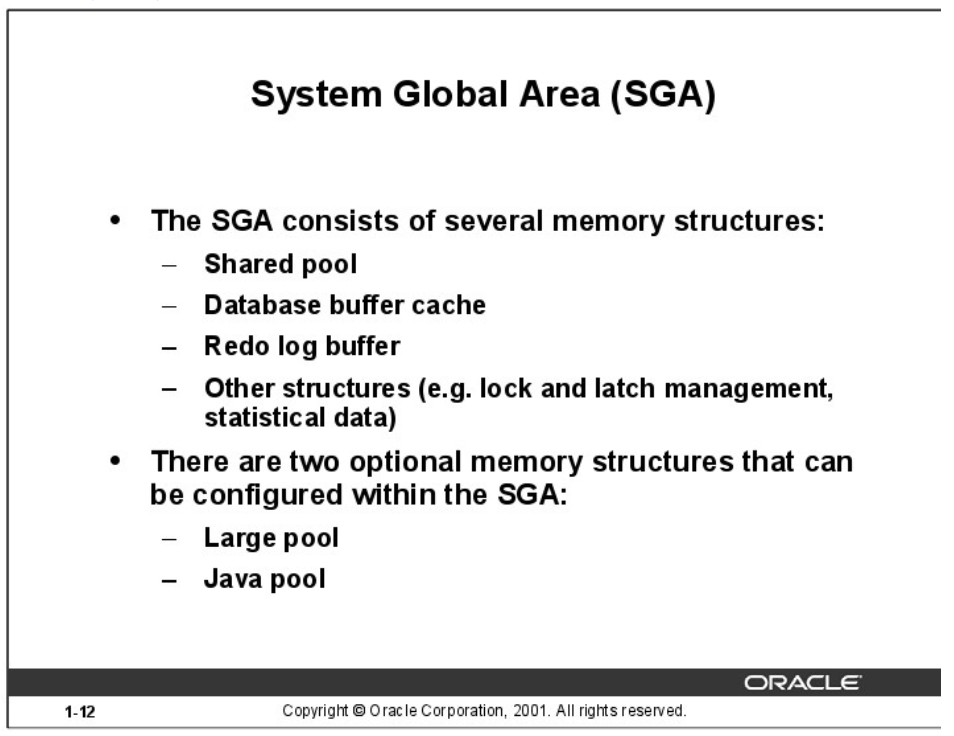 System Global Area (SGA)
• The SGA consists of several memory structures:
– Shared pool
– Database buffer cache
– Redo log buffer
– Other structures (e.g. lock and latch management,
statistical data)
• There are two optional memory structures that can
be configured within the SGA:
– Large pool
– Java pool
ORACLE
1-12 Copyright © Oracle Corporation, 2001. All rights reserved.